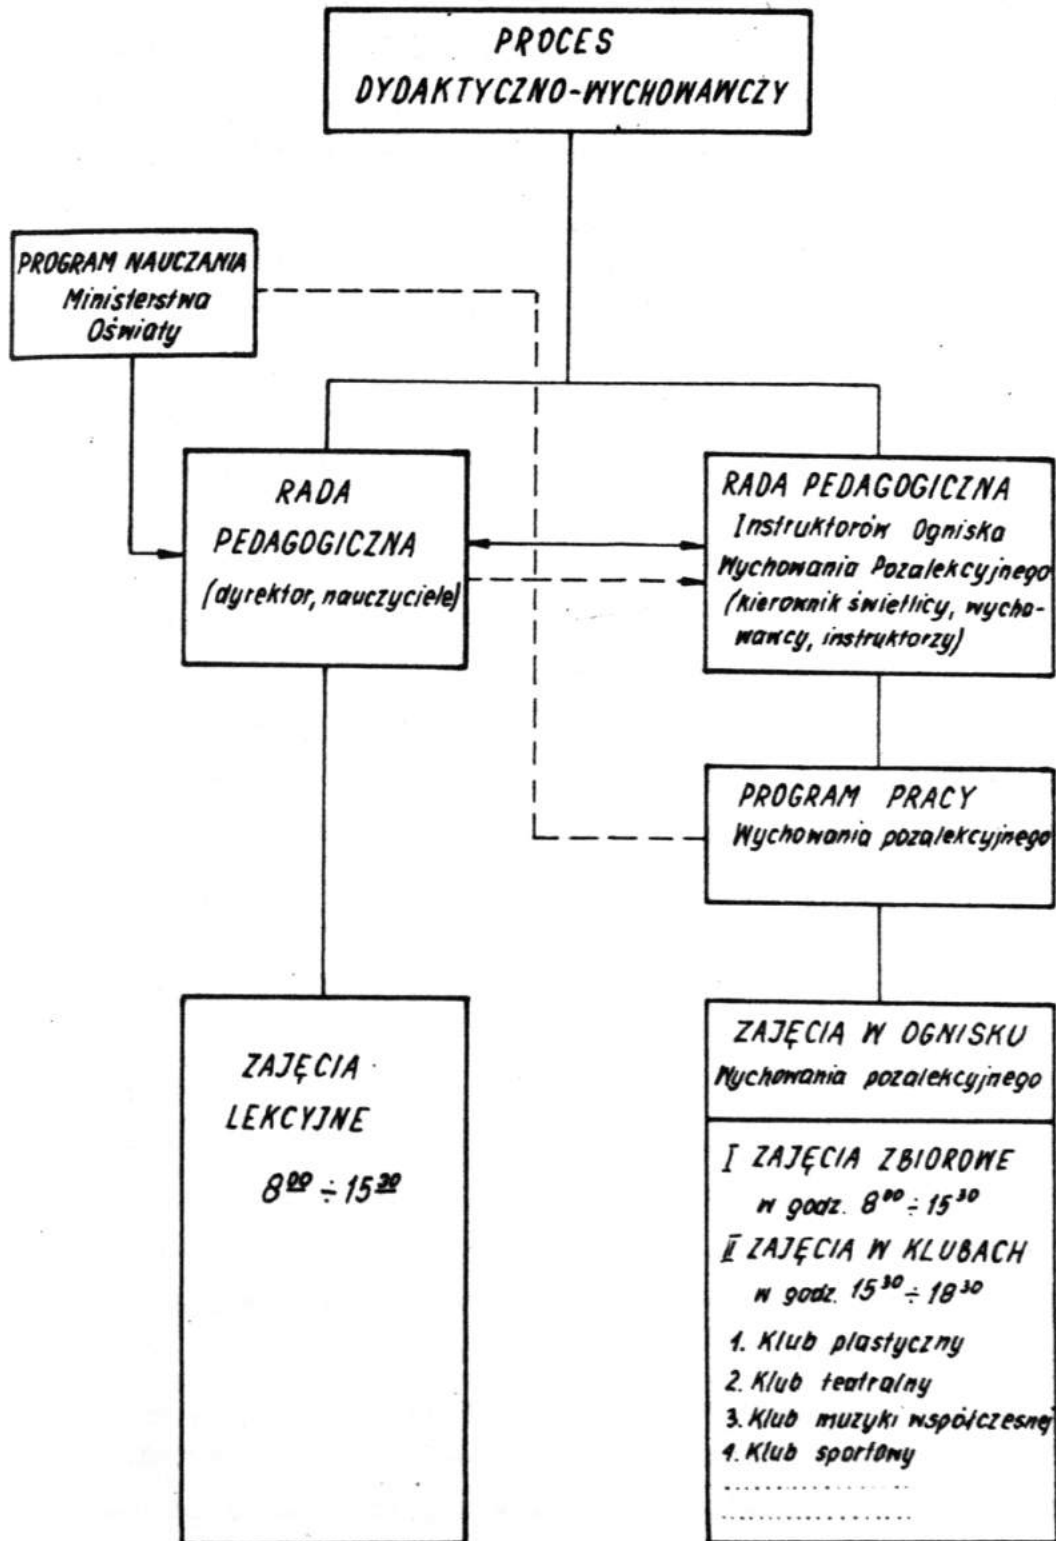 PROCES
DYDAKTYCZNO-WYCHOWAWCZY
PROGRAM NAUCZANIA
Ministerstwa
Oświaty
RADA
PEDAGOGICZNA
(dyrektor, nauczyciele)
RADA PEDAGOGICZNA
Instruktorów Ogniska
Wychowania Pozalekcyjnego
(kierownik świetlicy, wycho-
wawcy, instruktorzy)
PROGRAM PRACY
Wychowania pozalekcyjnego
ZAJĘCIA
LEKCYJNE
8⁰⁰ ÷ 15³⁰
ZAJĘCIA W OGNISKU
Wychowania pozalekcyjnego
I ZAJĘCIA ZBIOROWE
w godz. 8⁰⁰ ÷ 15³⁰
II ZAJĘCIA W KLUBACH
w godz. 15³⁰ ÷ 18³⁰
1. Klub plastyczny
2. Klub teatralny
3. Klub muzyki współczesnej
4. Klub sportowy
....................
....................